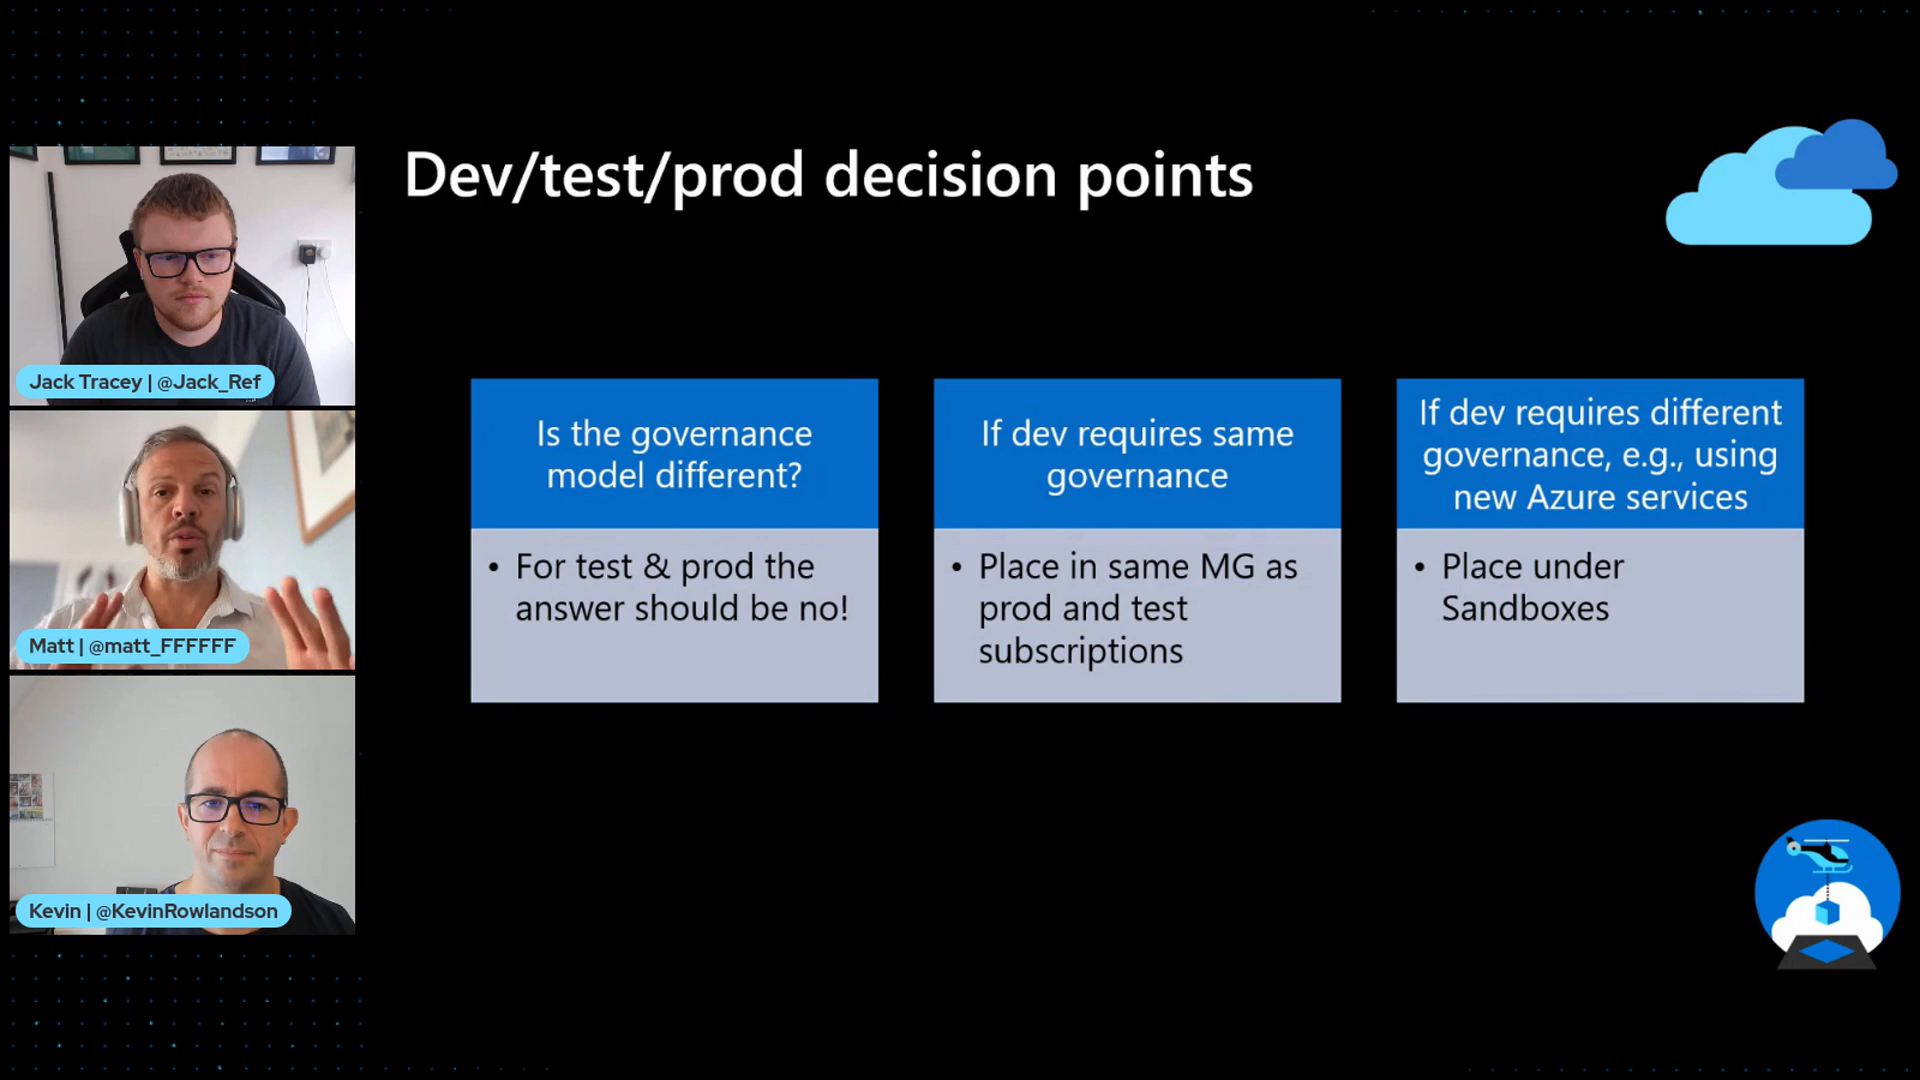 Dev/test/prod decision points
Jack Tracey | @Jack_Ref
Matt | @matt_FFFFFF
Kevin | @KevinRowlandson
Is the governance
model different?
• For test & prod the
answer should be no!
If dev requires same
governance
• Place in same MG as
prod and test
subscriptions
If dev requires different
governance, e.g., using
new Azure services
• Place under
Sandboxes